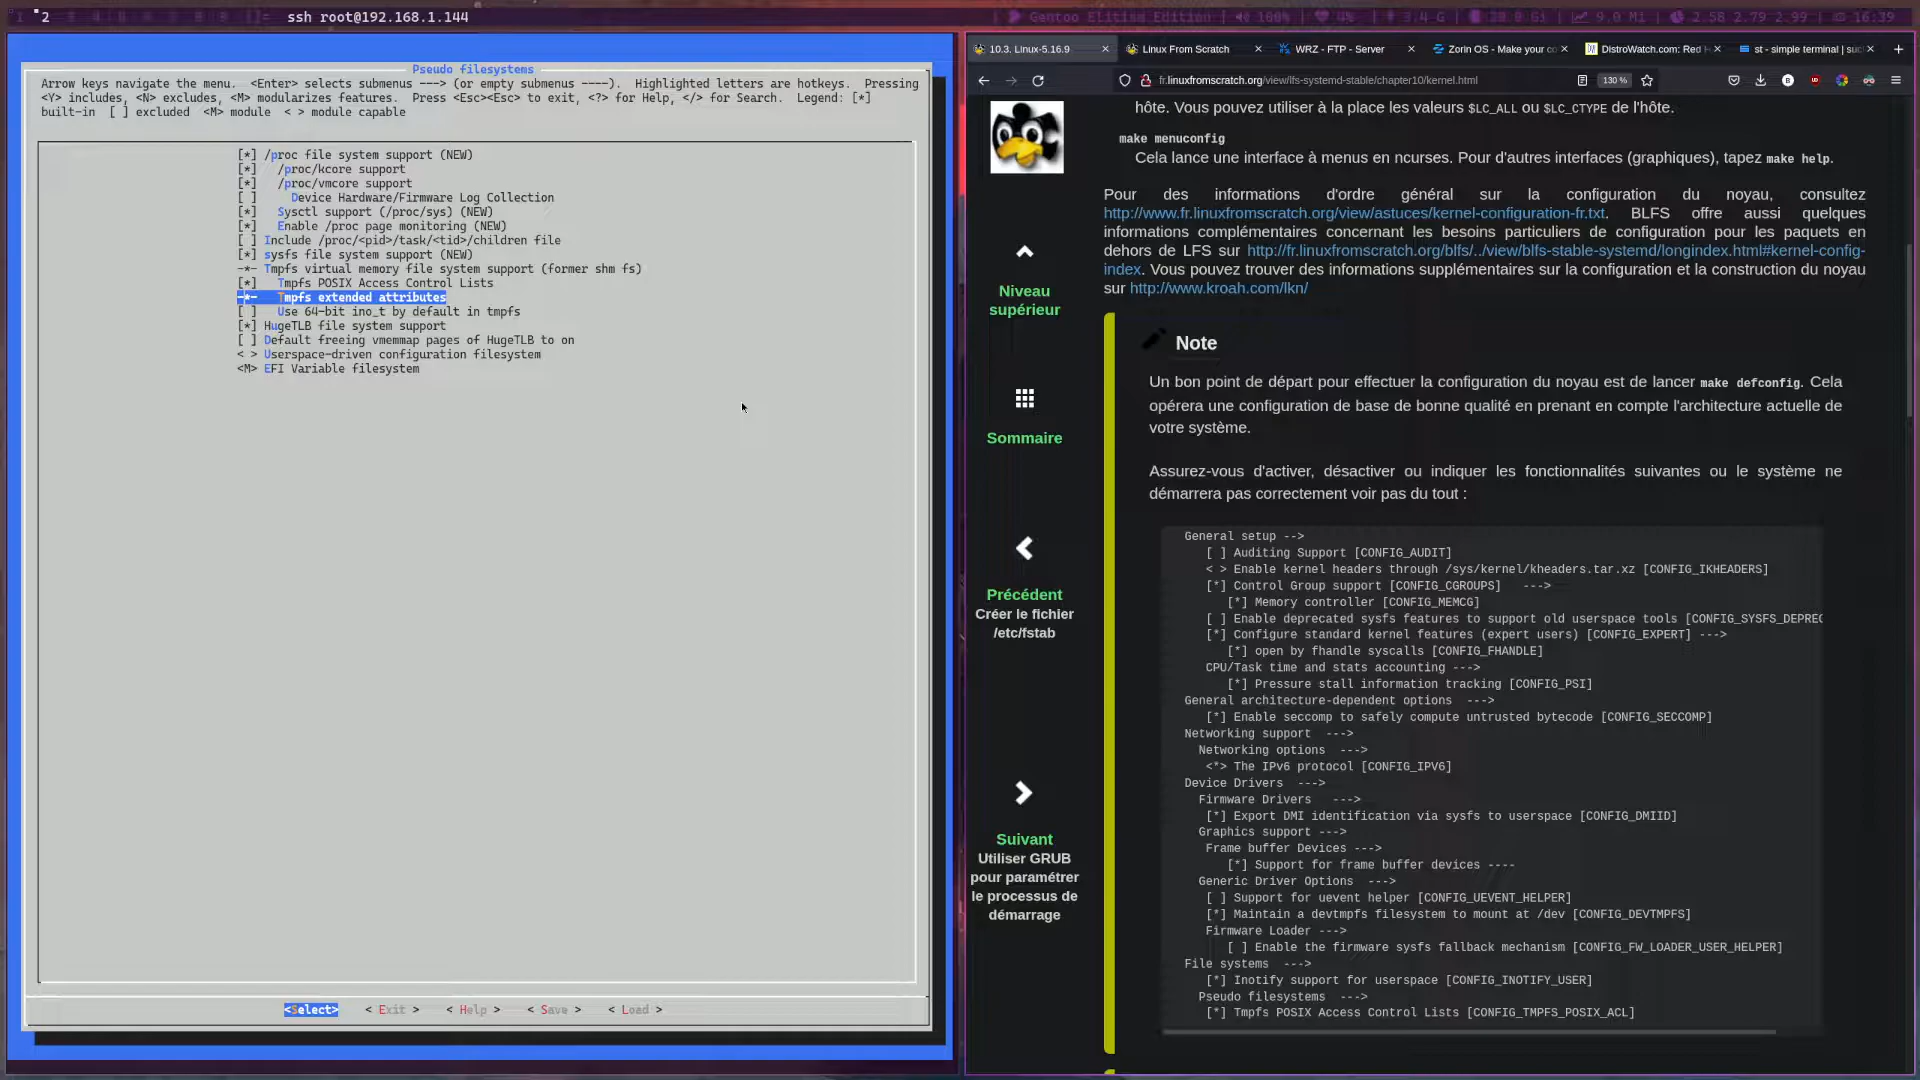 2 ssh root@192.168.1.144
Gentoo Elitism Edition 100% 4% 3.4 G 9.0 Mi 2.58 2.79 2.99 16:39
Pseudo filesystems
Arrow keys navigate the menu. <Enter> selects submenus ---> (or empty submenus ----). Highlighted letters are hotkeys. Pressing
<Y> includes, <N> excludes, <M> modularizes features. Press <Esc><Esc> to exit, <?> for Help, </> for Search. Legend: [*]
built-in [ ] excluded <M> module < > module capable
[*] /proc file system support (NEW)
[*] /proc/kcore support
[*] /proc/vmcore support
[ ] Device Hardware/Firmware Log Collection
[*] Sysctl support (/proc/sys) (NEW)
[*] Enable /proc page monitoring (NEW)
[ ] Include /proc/<pid>/task/<tid>/children file
[*] sysfs file system support (NEW)
-*- Tmpfs virtual memory file system support (former shm fs)
[*] Tmpfs POSIX Access Control Lists
-*- Tmpfs extended attributes
[ ] Use 64-bit ino_t by default in tmpfs
[*] HugeTLB file system support
[ ] Default freeing vmemmap pages of HugeTLB to on
< > Userspace-driven configuration filesystem
<M> EFI Variable filesystem
<Select> < Exit > < Help > < Save > < Load >
10.3. Linux-5.16.9 Linux From Scratch WRZ - FTP - Server Zorin OS - Make your co DistroWatch.com: Red H st - simple terminal | suc
fr.linuxfromscratch.org/view/lfs-systemd-stable/chapter10/kernel.html 130 %
hôte. Vous pouvez utiliser à la place les valeurs $LC_ALL ou $LC_CTYPE de l'hôte.
make menuconfig
Cela lance une interface à menus en ncurses. Pour d'autres interfaces (graphiques), tapez make help.
Pour des informations d'ordre général sur la configuration du noyau, consultez
http://www.fr.linuxfromscratch.org/view/astuces/kernel-configuration-fr.txt. BLFS offre aussi quelques
informations complémentaires concernant les besoins particuliers de configuration pour les paquets en
dehors de LFS sur http://fr.linuxfromscratch.org/blfs/../view/blfs-stable-systemd/longindex.html#kernel-config-
index. Vous pouvez trouver des informations supplémentaires sur la configuration et la construction du noyau
sur http://www.kroah.com/lkn/
Niveau
supérieur
Sommaire
Précédent
Créer le fichier
/etc/fstab
Suivant
Utiliser GRUB
pour paramétrer
le processus de
démarrage
Note
Un bon point de départ pour effectuer la configuration du noyau est de lancer make defconfig. Cela
opérera une configuration de base de bonne qualité en prenant en compte l'architecture actuelle de
votre système.
Assurez-vous d'activer, désactiver ou indiquer les fonctionnalités suivantes ou le système ne
démarrera pas correctement voir pas du tout :
General setup -->
[ ] Auditing Support [CONFIG_AUDIT]
< > Enable kernel headers through /sys/kernel/kheaders.tar.xz [CONFIG_IKHEADERS]
[*] Control Group support [CONFIG_CGROUPS] --->
[*] Memory controller [CONFIG_MEMCG]
[ ] Enable deprecated sysfs features to support old userspace tools [CONFIG_SYSFS_DEPREC
[*] Configure standard kernel features (expert users) [CONFIG_EXPERT] --->
[*] open by fhandle syscalls [CONFIG_FHANDLE]
CPU/Task time and stats accounting --->
[*] Pressure stall information tracking [CONFIG_PSI]
General architecture-dependent options --->
[*] Enable seccomp to safely compute untrusted bytecode [CONFIG_SECCOMP]
Networking support --->
Networking options --->
<*> The IPv6 protocol [CONFIG_IPV6]
Device Drivers --->
Firmware Drivers --->
[*] Export DMI identification via sysfs to userspace [CONFIG_DMIID]
Graphics support --->
Frame buffer Devices --->
[*] Support for frame buffer devices ----
Generic Driver Options --->
[ ] Support for uevent helper [CONFIG_UEVENT_HELPER]
[*] Maintain a devtmpfs filesystem to mount at /dev [CONFIG_DEVTMPFS]
Firmware Loader --->
[ ] Enable the firmware sysfs fallback mechanism [CONFIG_FW_LOADER_USER_HELPER]
File systems --->
[*] Inotify support for userspace [CONFIG_INOTIFY_USER]
Pseudo filesystems --->
[*] Tmpfs POSIX Access Control Lists [CONFIG_TMPFS_POSIX_ACL]